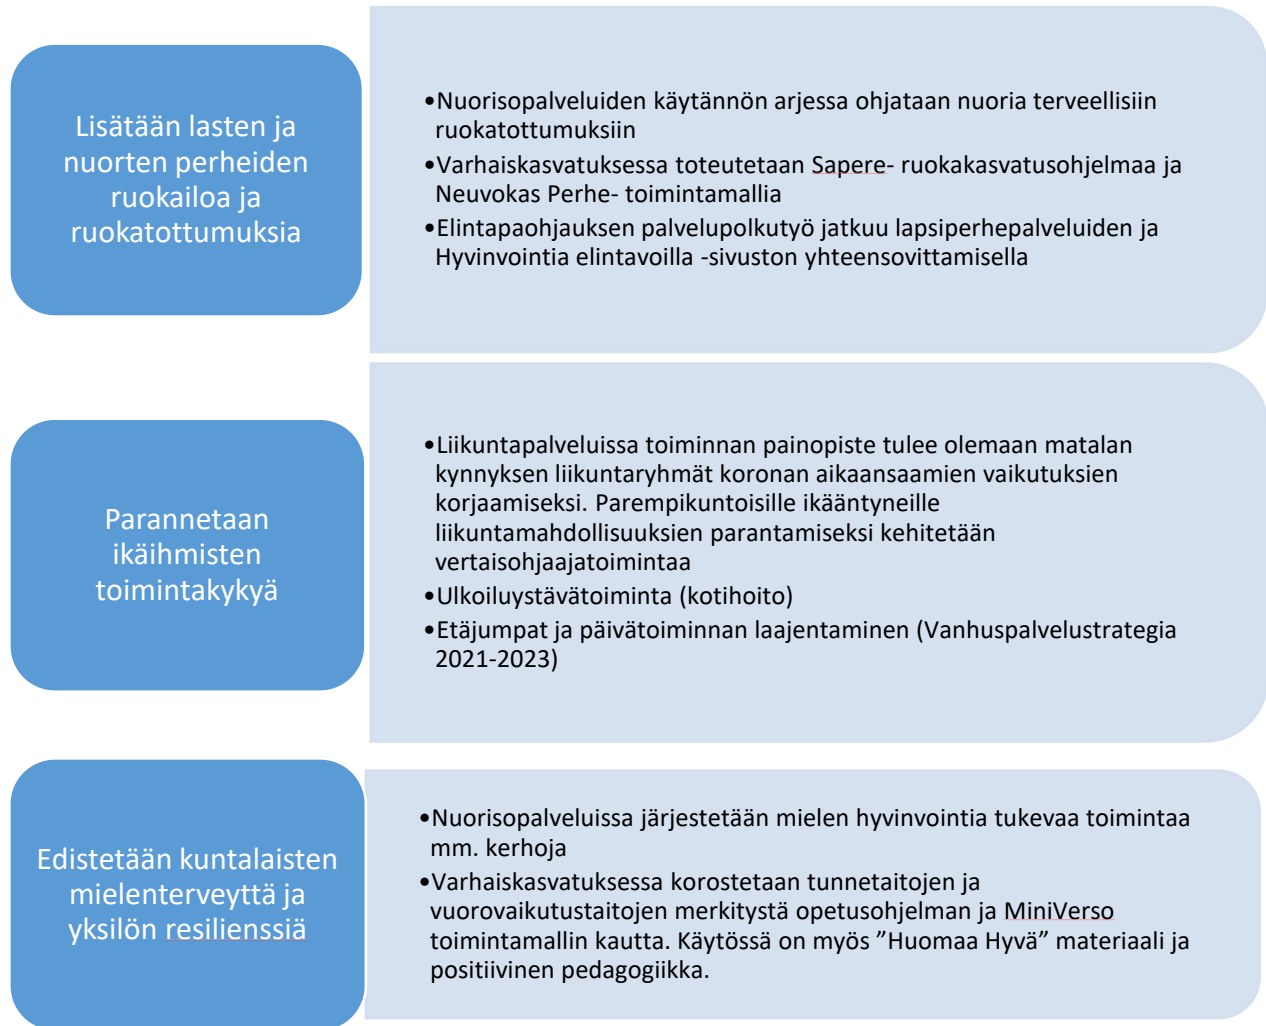 Lisätään lasten ja
nuorten perheiden
ruokailoa ja
ruokatottumuksia
•Nuorisopalveluiden käytännön arjessa ohjataan nuoria terveellisiin
ruokatottumuksiin
•Varhaiskasvatuksessa toteutetaan Sapere- ruokakasvatusohjelmaa ja
Neuvokas Perhe- toimintamallia
•Elintapaohjauksen palvelupolkutyö jatkuu lapsiperhepalveluiden ja
Hyvinvointia elintavoilla -sivuston yhteensovittamisella
Parannetaan
ikäihmisten
toimintakykyä
•Liikuntapalveluissa toiminnan painopiste tulee olemaan matalan
kynnyksen liikuntaryhmät koronan aikaansaamien vaikutuksien
korjaamiseksi. Parempikuntoisille ikääntyneille
liikuntamahdollisuuksien parantamiseksi kehitetään
vertaisohjaajatoimintaa
•Ulkoiluystävätoiminta (kotihoito)
•Etäjumpat ja päivätoiminnan laajentaminen (Vanhuspalvelustrategia
2021-2023)
Edistetään kuntalaisten
mielenterveyttä ja
yksilön resilienssiä
•Nuorisopalveluissa järjestetään mielen hyvinvointia tukevaa toimintaa
mm. kerhoja
•Varhaiskasvatuksessa korostetaan tunnetaitojen ja
vuorovaikutustaitojen merkitystä opetusohjelman ja MiniVerso
toimintamallin kautta. Käytössä on myös ”Huomaa Hyvä” materiaali ja
positiivinen pedagogiikka.